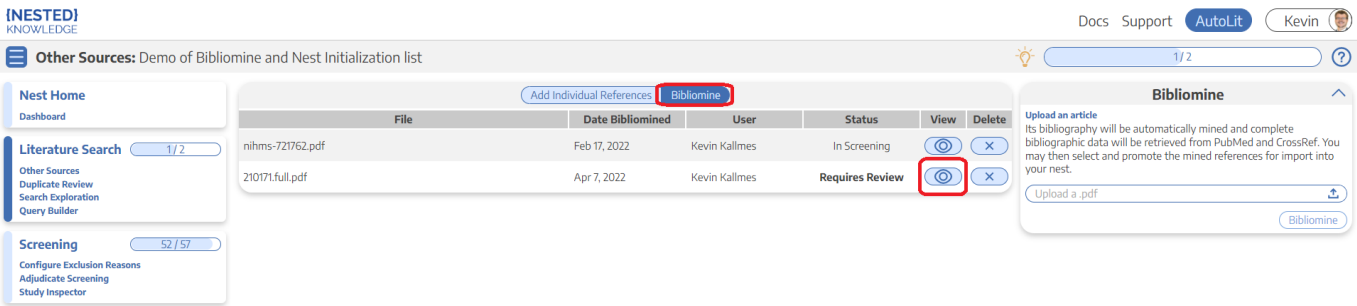 {NESTED}
KNOWLEDGE
Docs Support AutoLit Kevin
Other Sources: Demo of Bibliomine and Nest Initialization list
1 / 2
Nest Home
Dashboard
Literature Search 1 / 2
Other Sources
Duplicate Review
Search Exploration
Query Builder
Screening 52 / 57
Configure Exclusion Reasons
Adjudicate Screening
Study Inspector
Add Individual References Bibliomine
File Date Bibliomined User Status View Delete
nihms-721762.pdf Feb 17, 2022 Kevin Kallmes In Screening
210171.full.pdf Apr 7, 2022 Kevin Kallmes Requires Review
Bibliomine
Upload an article
Its bibliography will be automatically mined and complete
bibliographic data will be retrieved from PubMed and CrossRef. You
may then select and promote the mined references for import into
your nest.
Upload a .pdf
Bibliomine